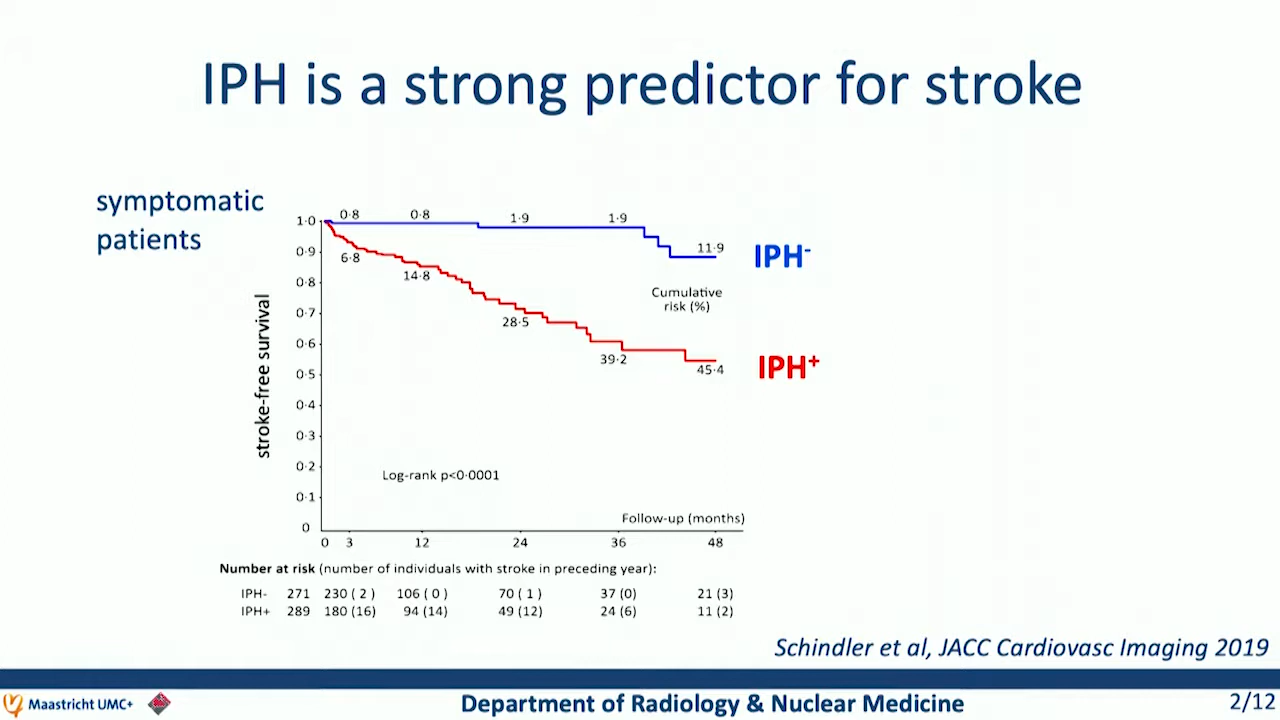 IPH is a strong predictor for stroke
symptomatic
patients
stroke-free survival
1·0
0·9
0·8
0·7
0·6
0·5
0·4
0·3
0·2
0·1
0
0·8 0·8 1·9 1·9 11·9
6·8 14·8 28·5 39·2 45·4
IPH-
Cumulative
risk (%)
IPH+
Log-rank p<0·0001
Follow-up (months)
0 3 12 24 36 48
Number at risk (number of individuals with stroke in preceding year):
IPH- 271 230 ( 2 ) 106 ( 0 ) 70 ( 1 ) 37 (0) 21 (3)
IPH+ 289 180 (16) 94 (14) 49 (12) 24 (6) 11 (2)
Schindler et al, JACC Cardiovasc Imaging 2019
Maastricht UMC+
Department of Radiology & Nuclear Medicine
2/12